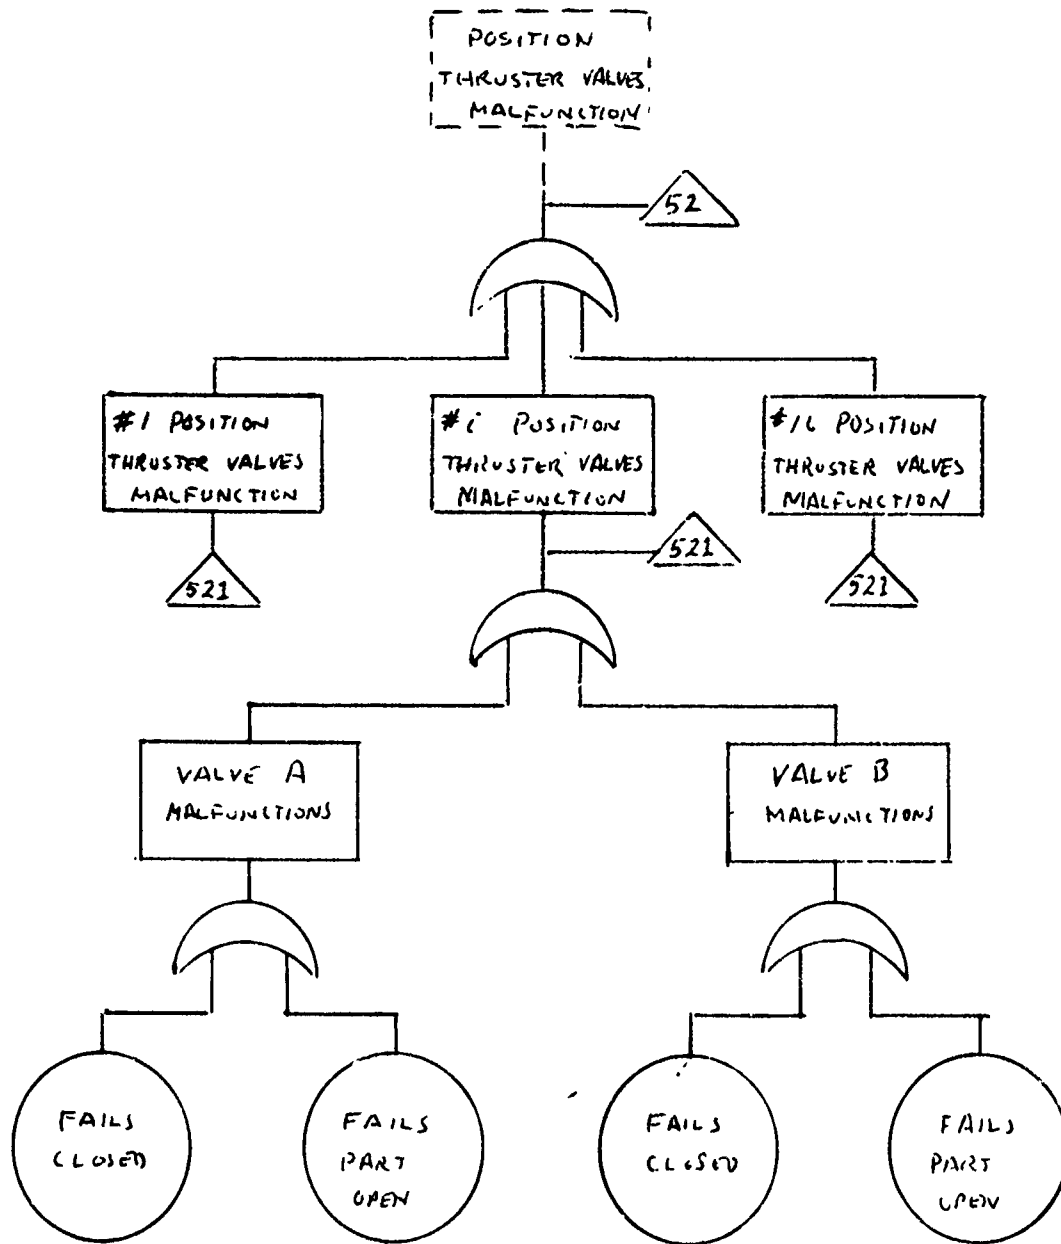 POSITION
THRUSTER VALVES
MALFUNCTION
52
#1 POSITION
THRUSTER VALVES
MALFUNCTION
#i POSITION
THRUSTER VALVES
MALFUNCTION
#16 POSITION
THRUSTER VALVES
MALFUNCTION
521
521
521
VALVE A
MALFUNCTIONS
VALVE B
MALFUNCTIONS
FAILS
CLOSED
FAILS
PART
OPEN
FAILS
CLOSED
FAILS
PART
OPEN